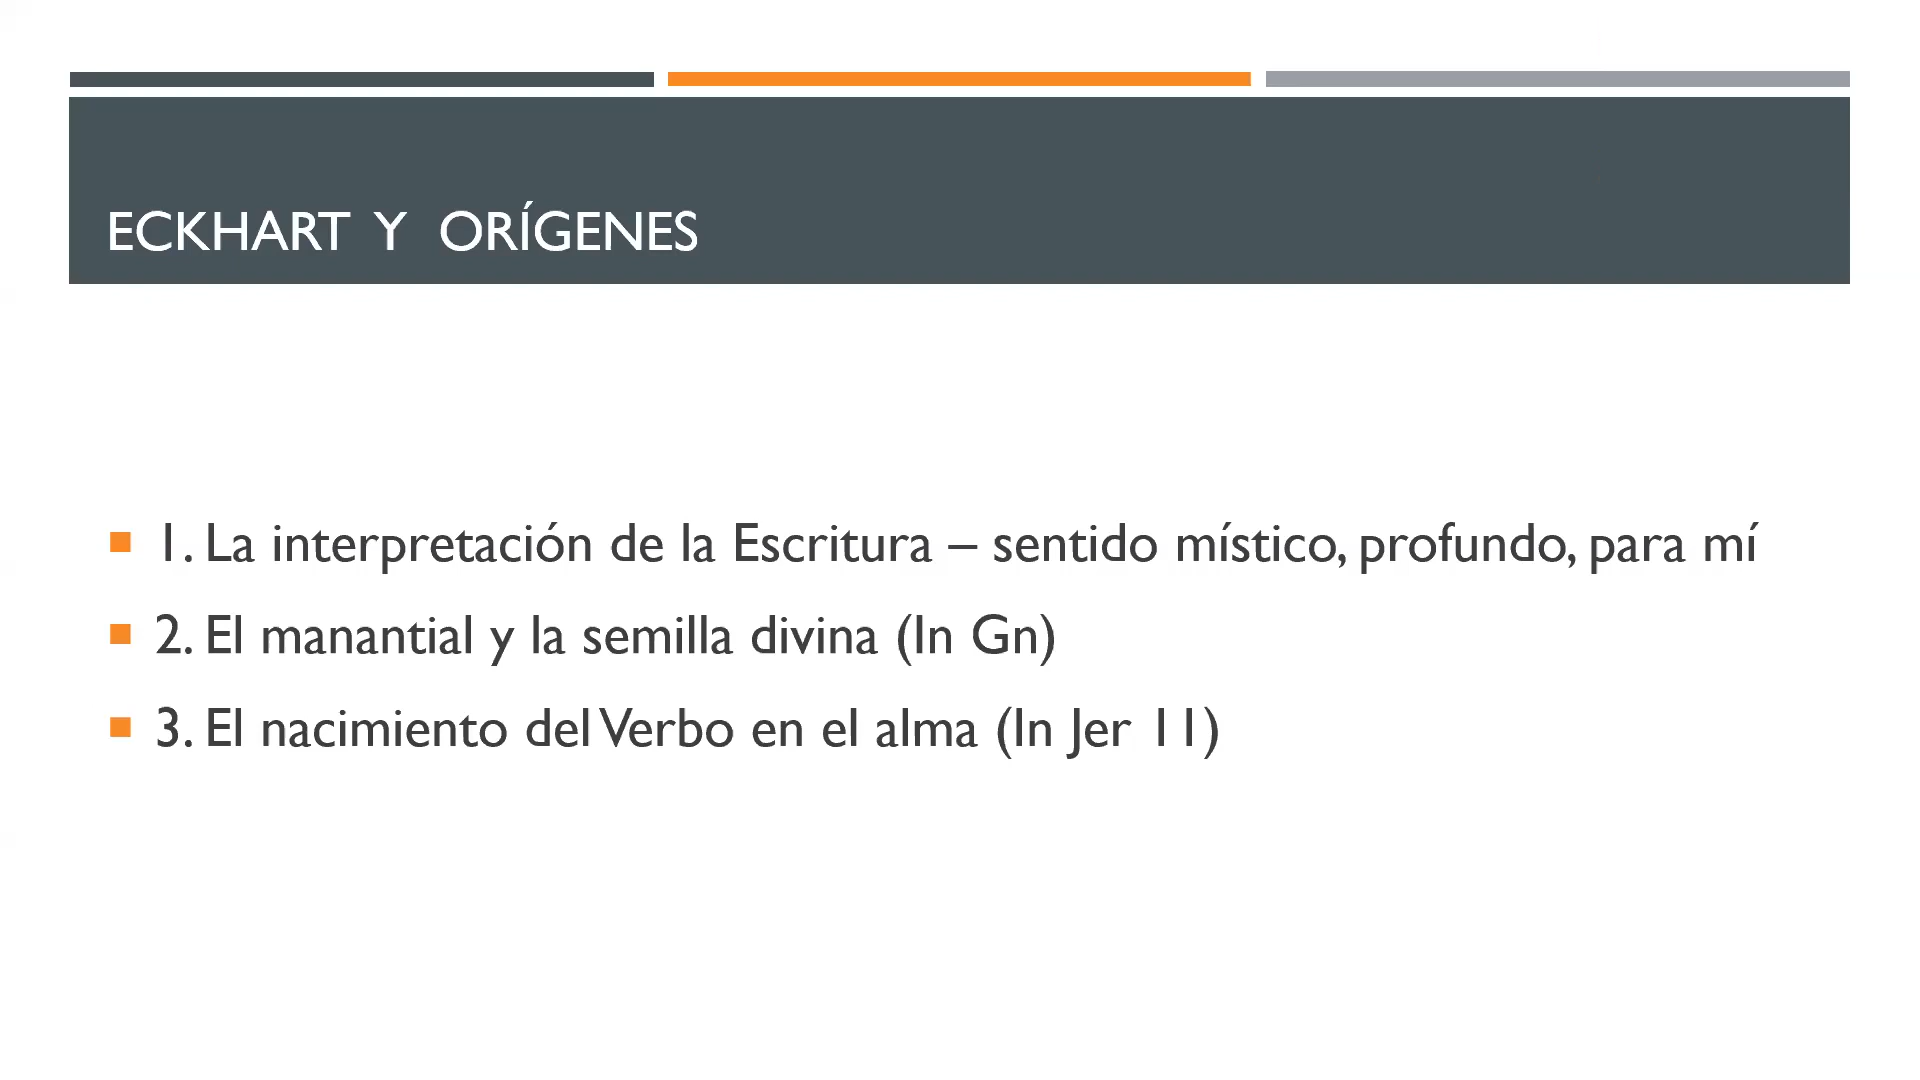 ECKHART Y ORÍGENES
1. La interpretación de la Escritura – sentido místico, profundo, para mí
2. El manantial y la semilla divina (In Gn)
3. El nacimiento del Verbo en el alma (In Jer 11)